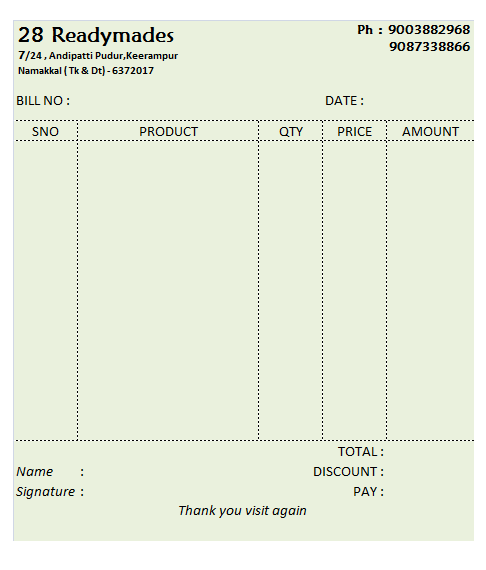 28 Readymades Ph : 9003882968
7/24 , Andipatti Pudur,Keerampur 9087338866
Namakkal ( Tk & Dt) - 6372017
BILL NO : DATE :
SNO PRODUCT QTY PRICE AMOUNT
TOTAL :
Name : DISCOUNT :
Signature : PAY :
Thank you visit again